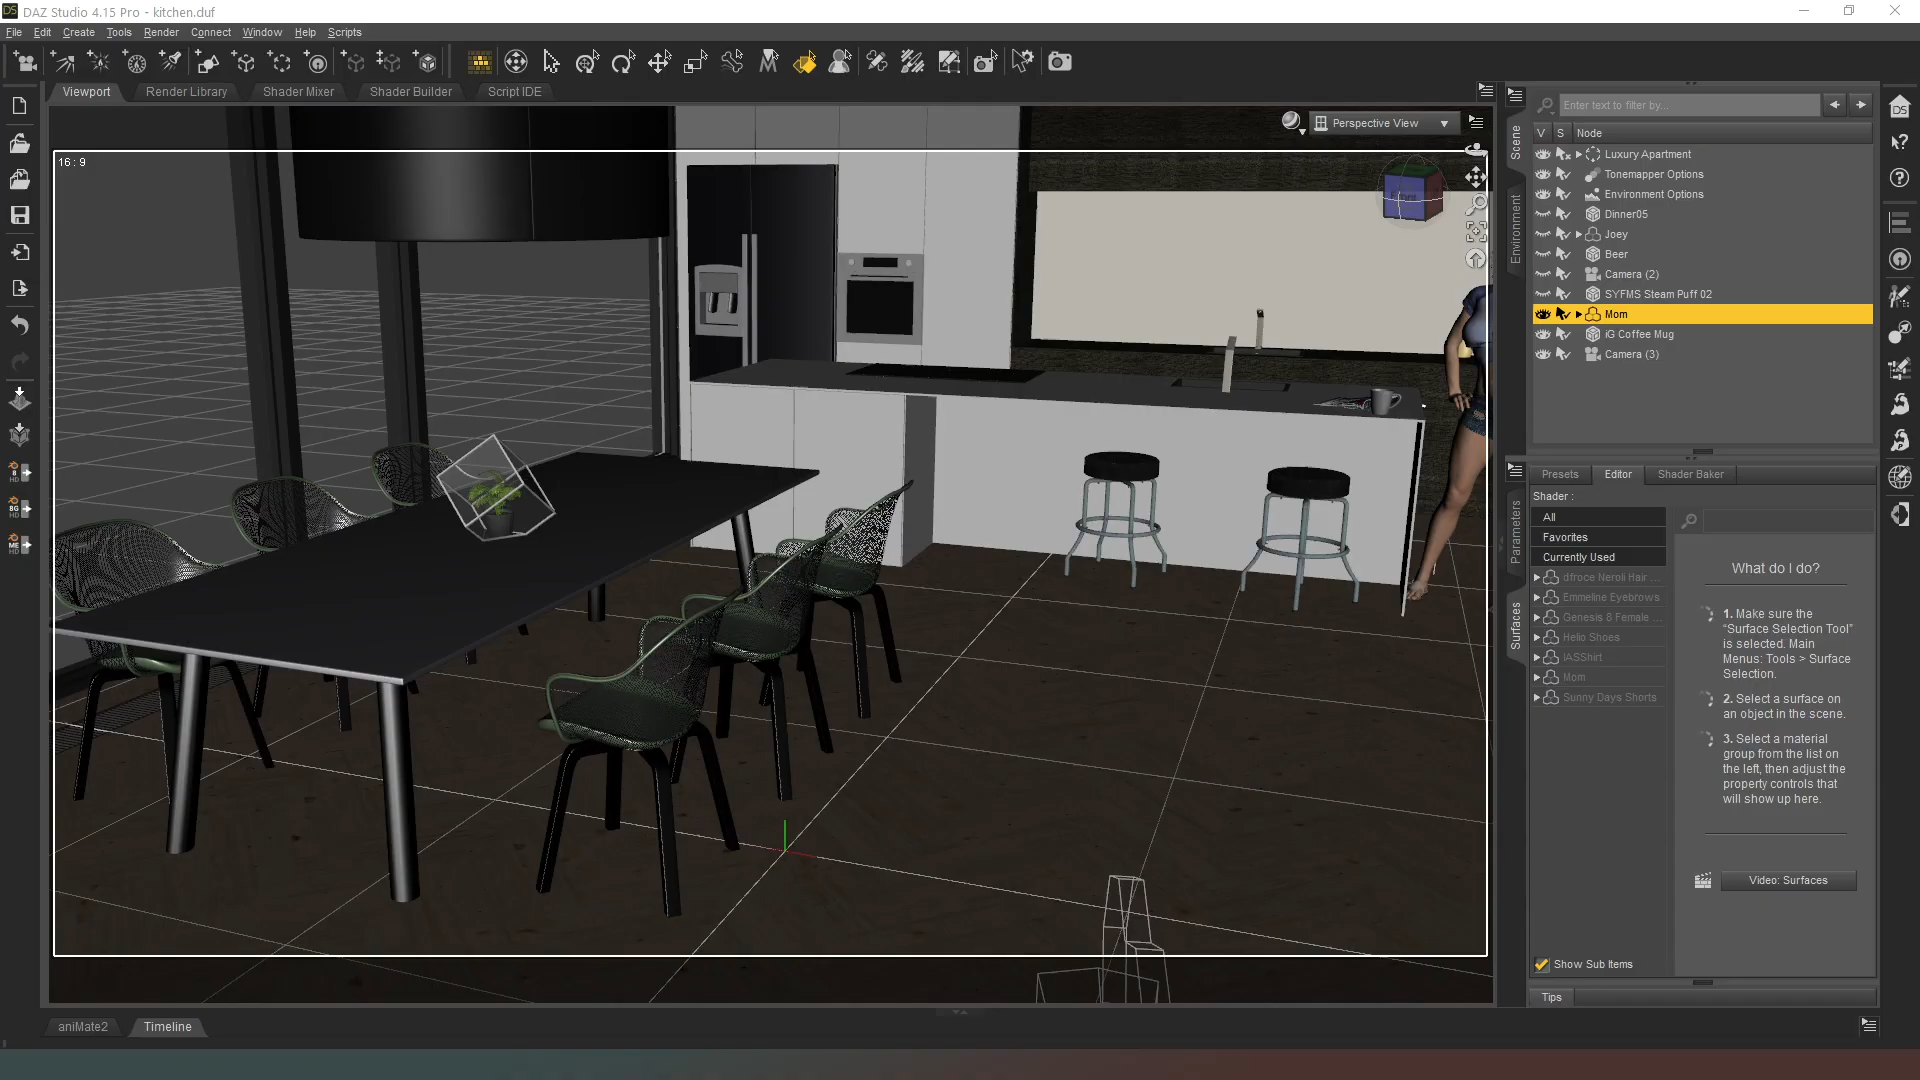 DAZ Studio 4.15 Pro - kitchen.duf
File Edit Create Tools Render Connect Window Help Scripts
Viewport Render Library Shader Mixer Shader Builder Script IDE
16 : 9
Perspective View
Enter text to filter by...
V S Node
Luxury Apartment
Tonemapper Options
Environment Options
Dinner05
Joey
Beer
Camera (2)
SYFMS Steam Puff 02
Mom
iG Coffee Mug
Camera (3)
Scene
Environment
Presets Editor Shader Baker
Shader :
All
Favorites
Currently Used
dforce Neroli Hair ...
Emmeline Eyebrows
Genesis 8 Female ...
Helio Shoes
IASShirt
Mom
Sunny Days Shorts
Parameters
Surfaces
What do I do?
1. Make sure the
“Surface Selection Tool”
is selected. Main
Menus: Tools > Surface
Selection.
2. Select a surface on
an object in the scene.
3. Select a material
group from the list on
the left, then adjust the
property controls that
will show up here.
Video: Surfaces
Show Sub Items
Tips
aniMate2 Timeline